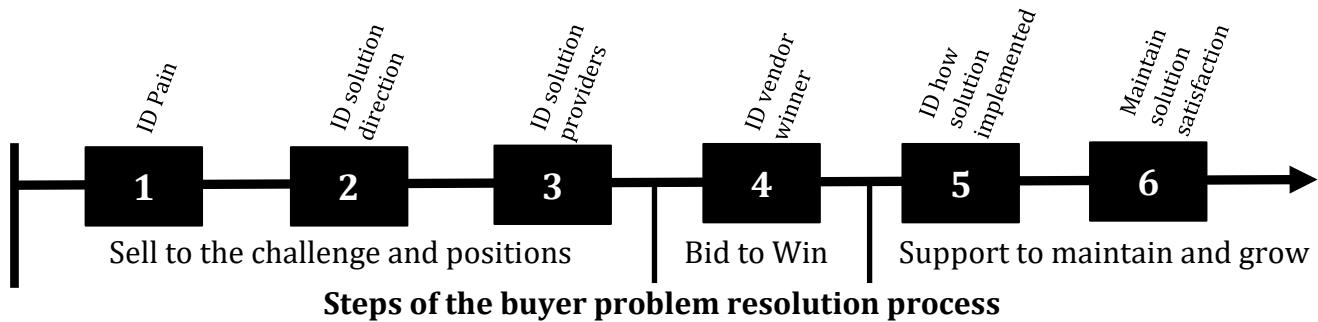 ID Pain
ID solution
direction
ID solution
providers
ID vendor
winner
ID how
solution
implemented
Maintain
solution
satisfaction
1
2
3
4
5
6
Sell to the challenge and positions
Bid to Win
Support to maintain and grow
Steps of the buyer problem resolution process